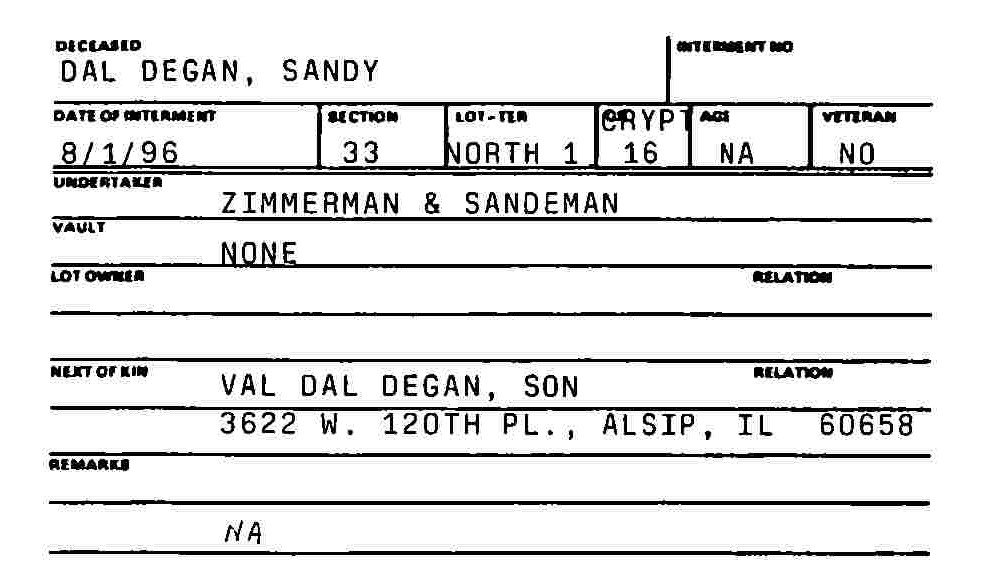 DECEASED INTERMENT NO
DAL DEGAN, SANDY
DATE OF INTERMENT SECTION LOT-TER CRYPT AGE VETERAN
8/1/96 33 NORTH 1 16 NA NO
UNDERTAKER
ZIMMERMAN & SANDEMAN
VAULT
NONE
LOT OWNER RELATION
NEXT OF KIN RELATION
VAL DAL DEGAN, SON
3622 W. 120TH PL., ALSIP, IL 60658
REMARKS
NA